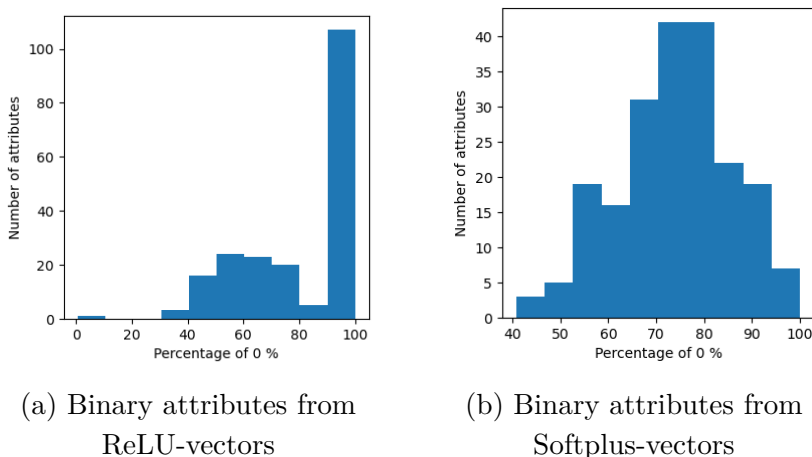 100
80
60
40
20
0
Number of attributes
0 20 40 60 80 100
Percentage of 0 %
(a) Binary attributes from
ReLU-vectors
40
35
30
25
20
15
10
5
0
Number of attributes
40 50 60 70 80 90 100
Percentage of 0 %
(b) Binary attributes from
Softplus-vectors